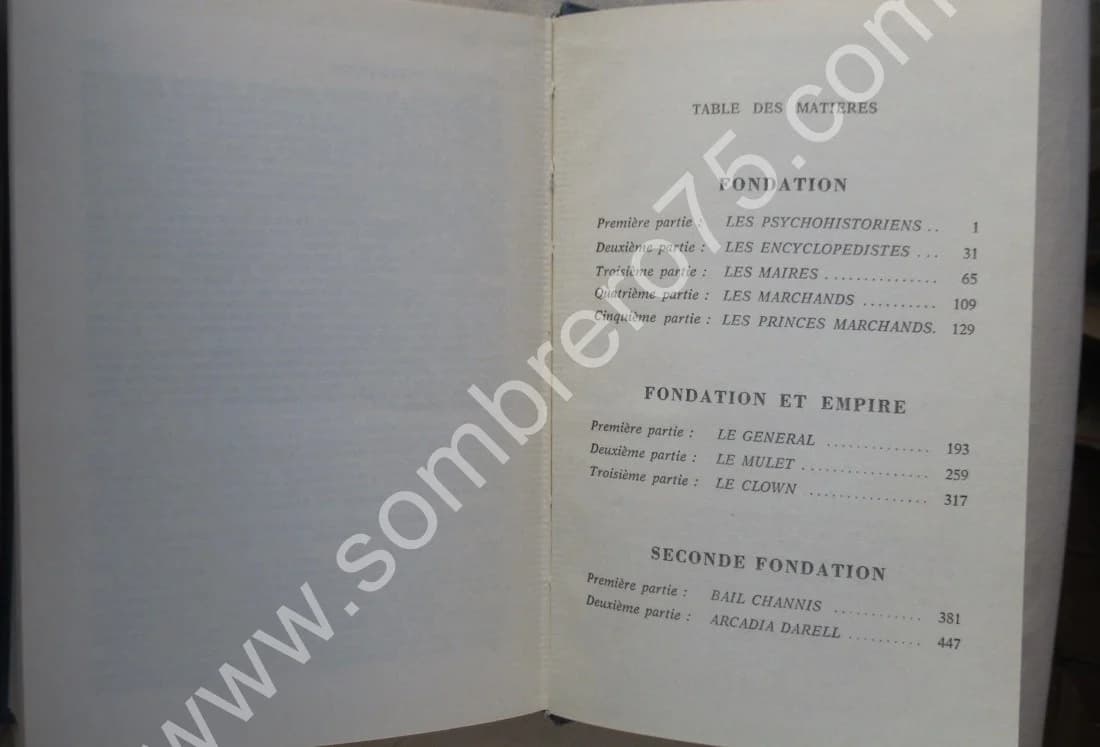 TABLE DES MATIERES
FONDATION
Première partie : LES PSYCHOHISTORIENS .. 1
Deuxième partie : LES ENCYCLOPEDISTES ... 31
Troisième partie : LES MAIRES ............... 65
Quatrième partie : LES MARCHANDS .......... 109
Cinquième partie : LES PRINCES MARCHANDS. 129
FONDATION ET EMPIRE
Première partie : LE GENERAL .............. 193
Deuxième partie : LE MULET ................. 259
Troisième partie : LE CLOWN ................ 317
SECONDE FONDATION
Première partie : BAIL CHANNIS ............ 381
Deuxième partie : ARCADIA DARELL .......... 447
www.sombrero75.com